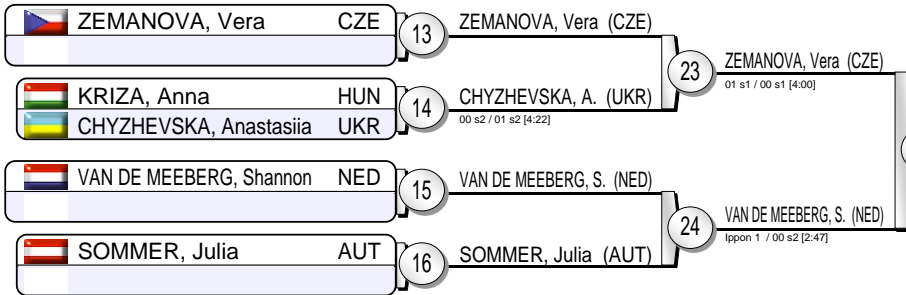 ZEMANOVA, Vera CZE
13
ZEMANOVA, Vera (CZE)
23
ZEMANOVA, Vera (CZE)
01 s1 / 00 s1 [4:00]
KRIZA, Anna HUN
CHYZHEVSKA, Anastasiia UKR
14
CHYZHEVSKA, A. (UKR)
00 s2 / 01 s2 [4:22]
VAN DE MEEBERG, Shannon NED
15
VAN DE MEEBERG, S. (NED)
24
VAN DE MEEBERG, S. (NED)
Ippon 1 / 00 s2 [2:47]
SOMMER, Julia AUT
16
SOMMER, Julia (AUT)